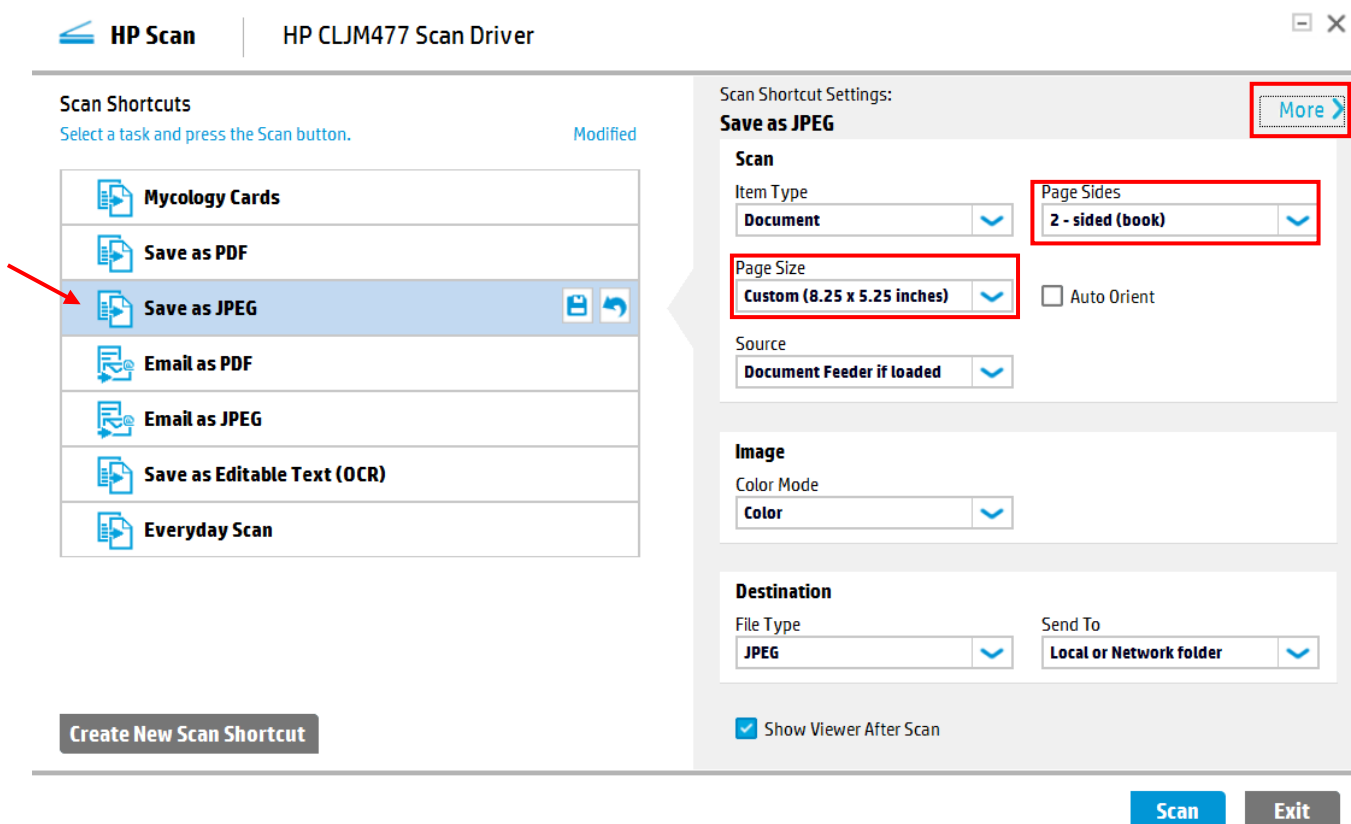 HP Scan
HP CLJM477 Scan Driver
Scan Shortcuts
Select a task and press the Scan button.
Modified
Mycology Cards
Save as PDF
Save as JPEG
Email as PDF
Email as JPEG
Save as Editable Text (OCR)
Everyday Scan
Create New Scan Shortcut
Scan Shortcut Settings:
Save as JPEG
More
Scan
Item Type
Document
Page Sides
2 - sided (book)
Page Size
Custom (8.25 x 5.25 inches)
Auto Orient
Source
Document Feeder if loaded
Image
Color Mode
Color
Destination
File Type
JPEG
Send To
Local or Network folder
Show Viewer After Scan
Scan
Exit